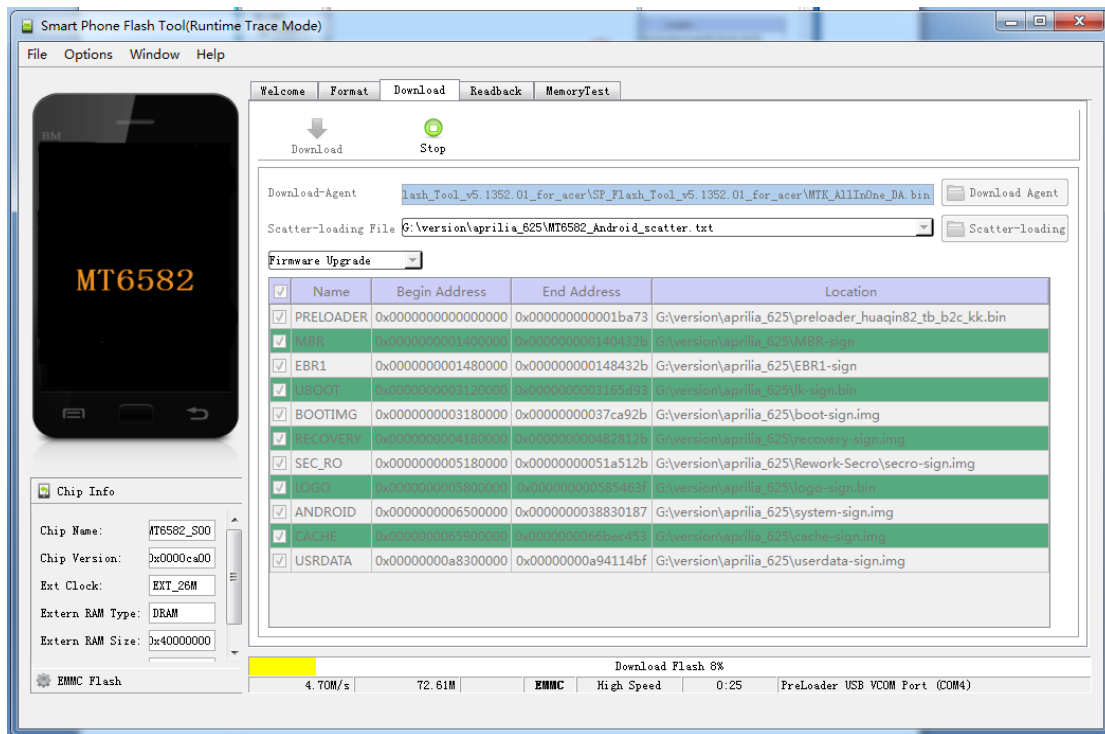 Smart Phone Flash Tool(Runtime Trace Mode)
File Options Window Help
Welcome Format Download Readback MemoryTest
BM
Download Stop
Download-Agent lash_Tool_v5.1352.01_for_acer\SP_Flash_Tool_v5.1352.01_for_acer\MTK_AllInOne_DA.bin Download Agent
Scatter-loading File G:\version\aprilia_625\MT6582_Android_scatter.txt Scatter-loading
Firmware Upgrade
MT6582
Name Begin Address End Address Location
PRELOADER 0x0000000000000000 0x000000000001ba73 G:\version\aprilia_625\preloader_huaqin82_tb_b2c_kk.bin
MBR 0x0000000001400000 0x000000000140432b G:\version\aprilia_625\MBR-sign
EBR1 0x0000000001480000 0x000000000148432b G:\version\aprilia_625\EBR1-sign
UBOOT 0x0000000003120000 0x0000000003165d93 G:\version\aprilia_625\lk-sign.bin
BOOTIMG 0x0000000003180000 0x00000000037ca92b G:\version\aprilia_625\boot-sign.img
RECOVERY 0x0000000004180000 0x000000000482812b G:\version\aprilia_625\recovery-sign.img
SEC_RO 0x0000000005180000 0x00000000051a512b G:\version\aprilia_625\Rework-Secro\secro-sign.img
LOGO 0x0000000005800000 0x000000000585463f G:\version\aprilia_625\logo-sign.bin
ANDROID 0x0000000006500000 0x0000000038830187 G:\version\aprilia_625\system-sign.img
CACHE 0x0000000065900000 0x0000000066bec453 G:\version\aprilia_625\cache-sign.img
USRDATA 0x00000000a8300000 0x00000000a94114bf G:\version\aprilia_625\userdata-sign.img
Chip Info
Chip Name: MT6582_S00
Chip Version: 0x0000ca00
Ext Clock: EXT_26M
Extern RAM Type: DRAM
Extern RAM Size: 0x40000000
EMMC Flash
Download Flash 8%
4.70M/s 72.61M EMMC High Speed 0:25 PreLoader USB VCOM Port (COM4)